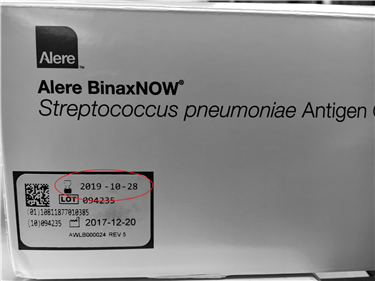 Alere
Alere BinaxNOW®
Streptococcus pneumoniae Antigen
2019-10-28
LOT 094235
(01)10811877010385
(10)094235 2017-12-20
AWLB000024 REV 5